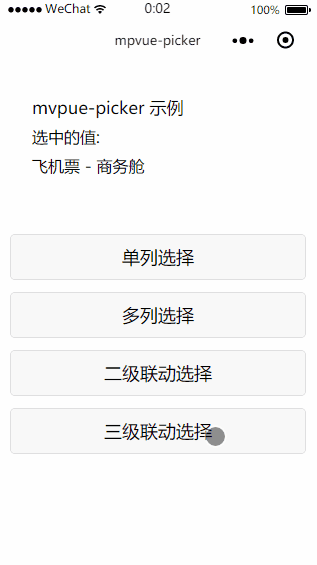 WeChat 0:02 100%
mpvue-picker
mvpue-picker 示例
选中的值:
飞机票 - 商务舱
单列选择
多列选择
二级联动选择
三级联动选择